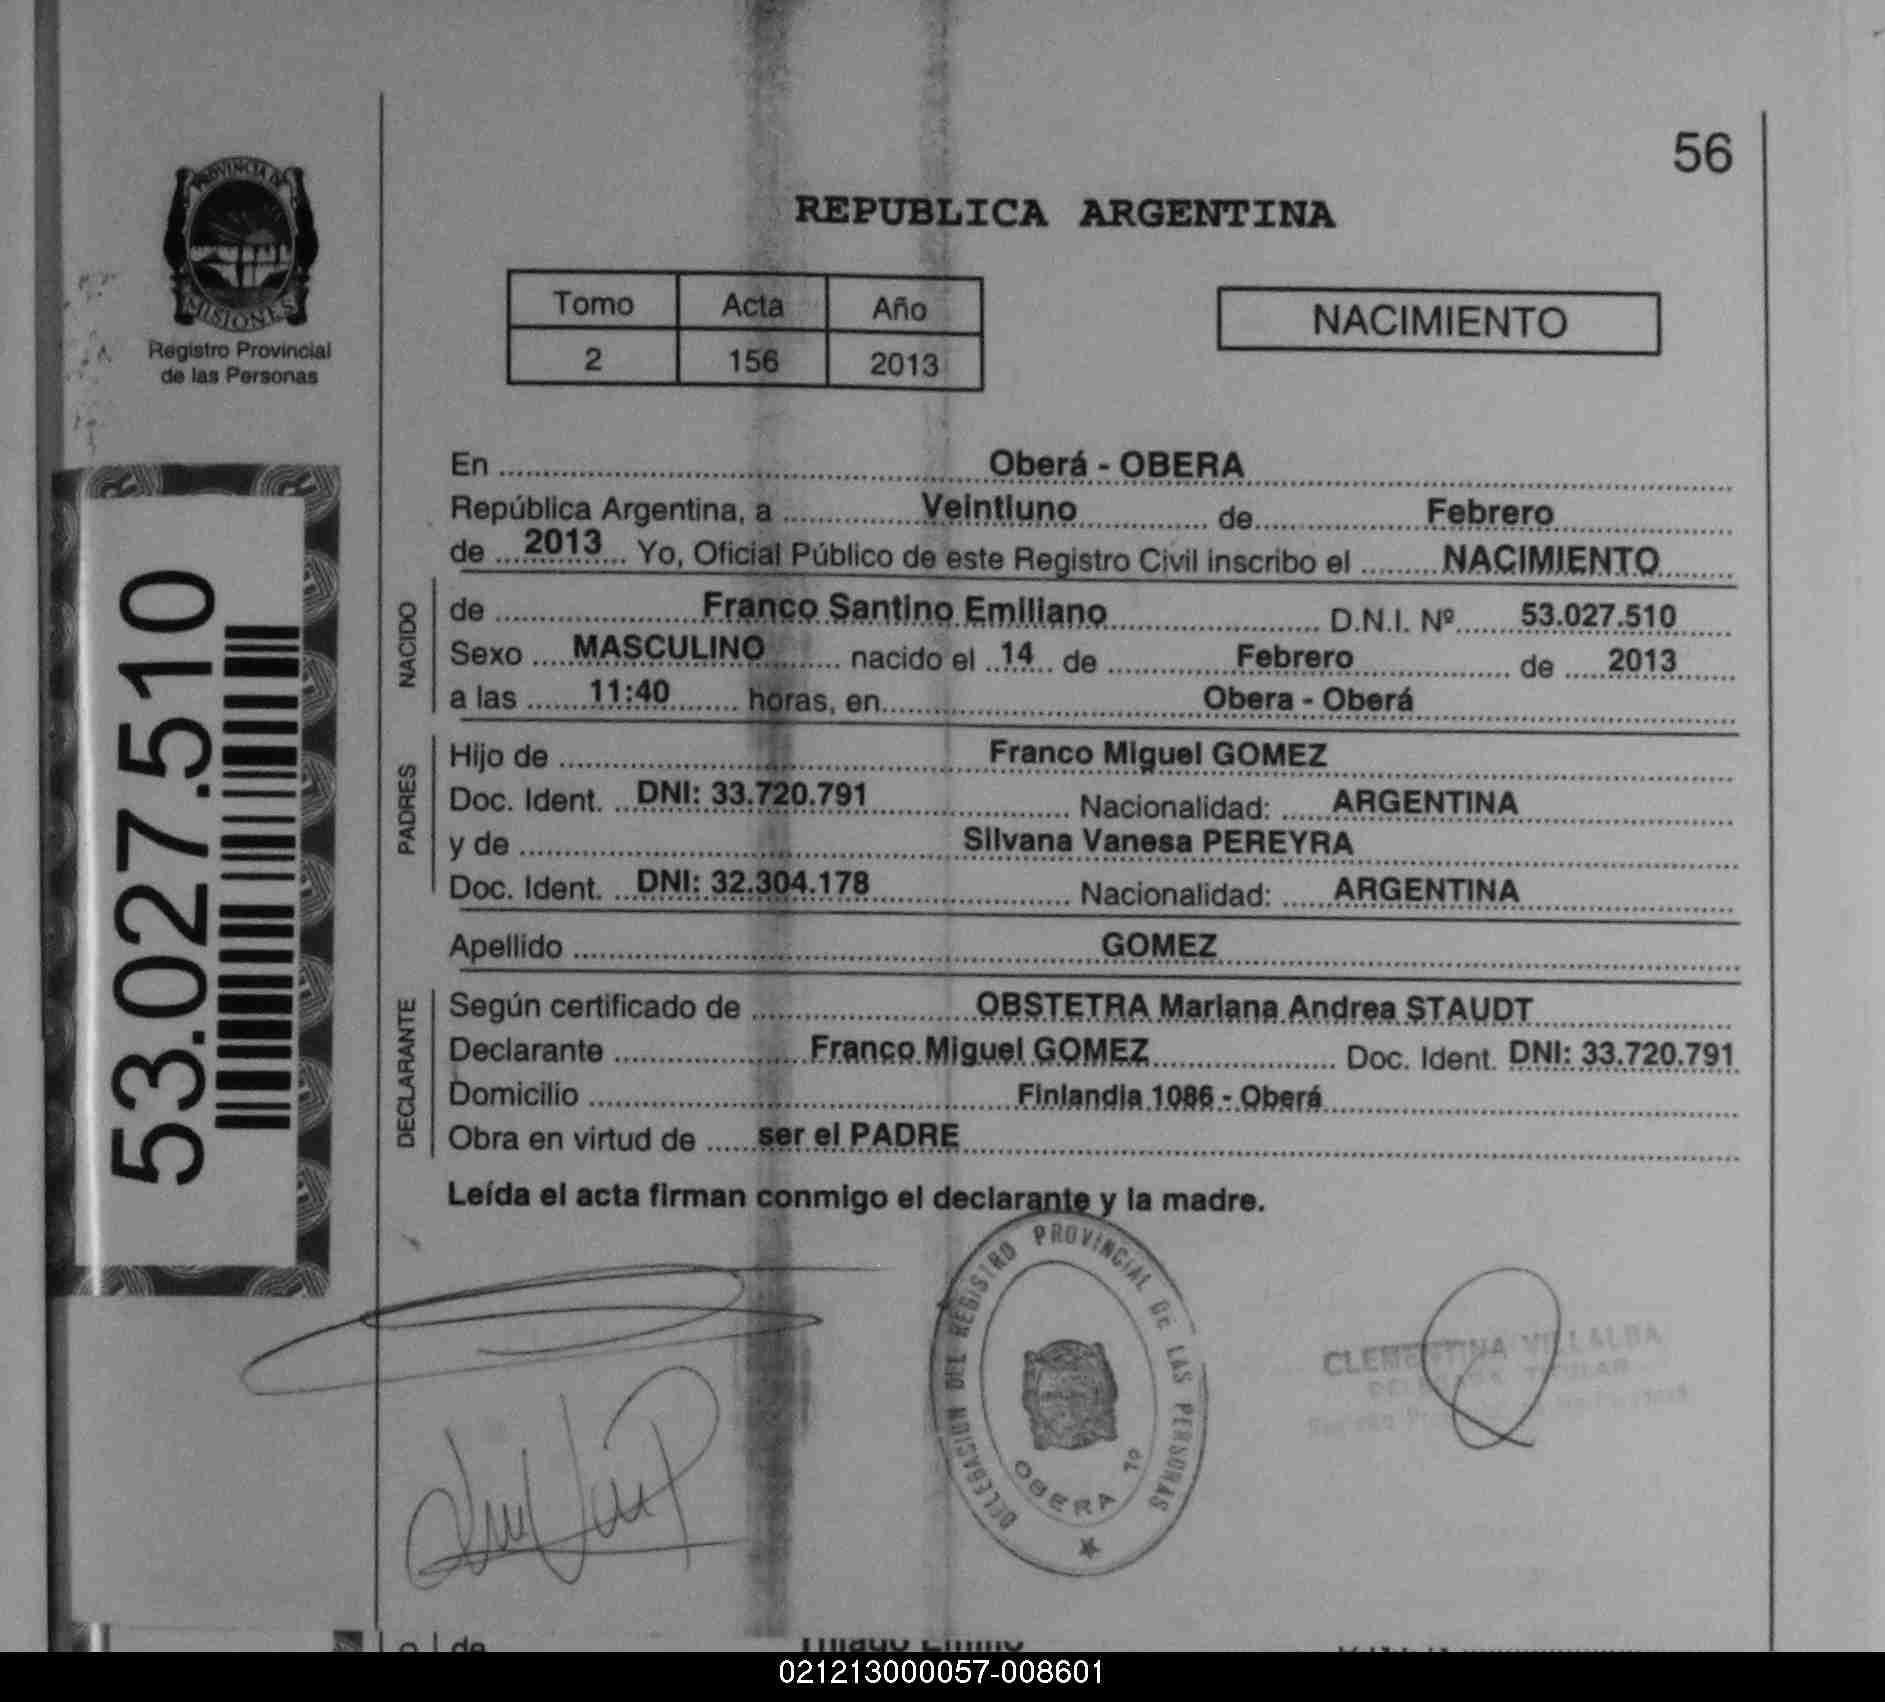 56
PROVINCIA DE
MISIONES
Registro Provincial
de las Personas
REPUBLICA ARGENTINA
Tomo Acta Año
2 156 2013
NACIMIENTO
53.027.510
En Oberá - OBERA
República Argentina, a Veintiuno de Febrero
de 2013 Yo, Oficial Público de este Registro Civil inscribo el NACIMIENTO
NACIDO
de Franco Santino Emiliano D.N.I. Nº 53.027.510
Sexo MASCULINO nacido el 14 de Febrero de 2013
a las 11:40 horas, en Obera - Oberá
PADRES
Hijo de Franco Miguel GOMEZ
Doc. Ident. DNI: 33.720.791 Nacionalidad: ARGENTINA
y de Silvana Vanesa PEREYRA
Doc. Ident. DNI: 32.304.178 Nacionalidad: ARGENTINA
Apellido GOMEZ
DECLARANTE
Según certificado de OBSTETRA Mariana Andrea STAUDT
Declarante Franco Miguel GOMEZ Doc. Ident. DNI: 33.720.791
Domicilio Finlandia 1086 - Oberá
Obra en virtud de ser el PADRE
Leída el acta firman conmigo el declarante y la madre.
DELEGACION DEL REGISTRO PROVINCIAL DE LAS PERSONAS
OBERA 1º
CLEMENTINA VILLALBA
DELEGADA TITULAR
de
021213000057-008601